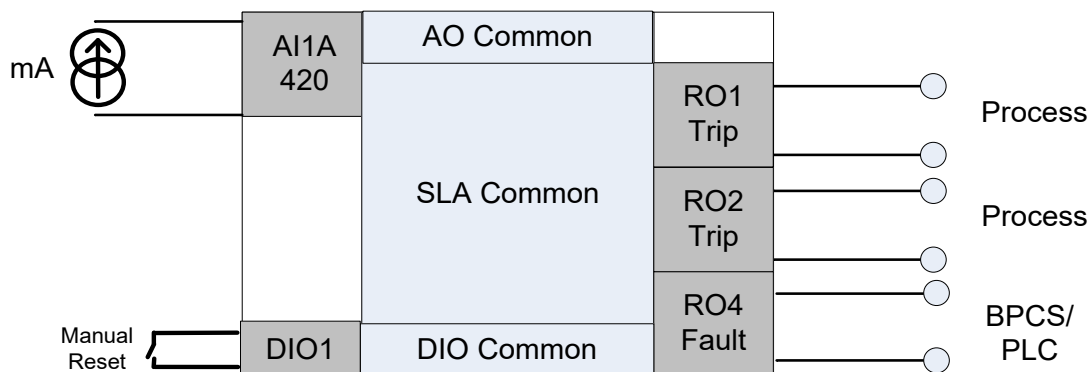 mA
AI1A
420
AO Common
RO1
Trip
Process
SLA Common
RO2
Trip
Process
RO4
Fault
BPCS/
PLC
Manual
Reset
DIO1
DIO Common